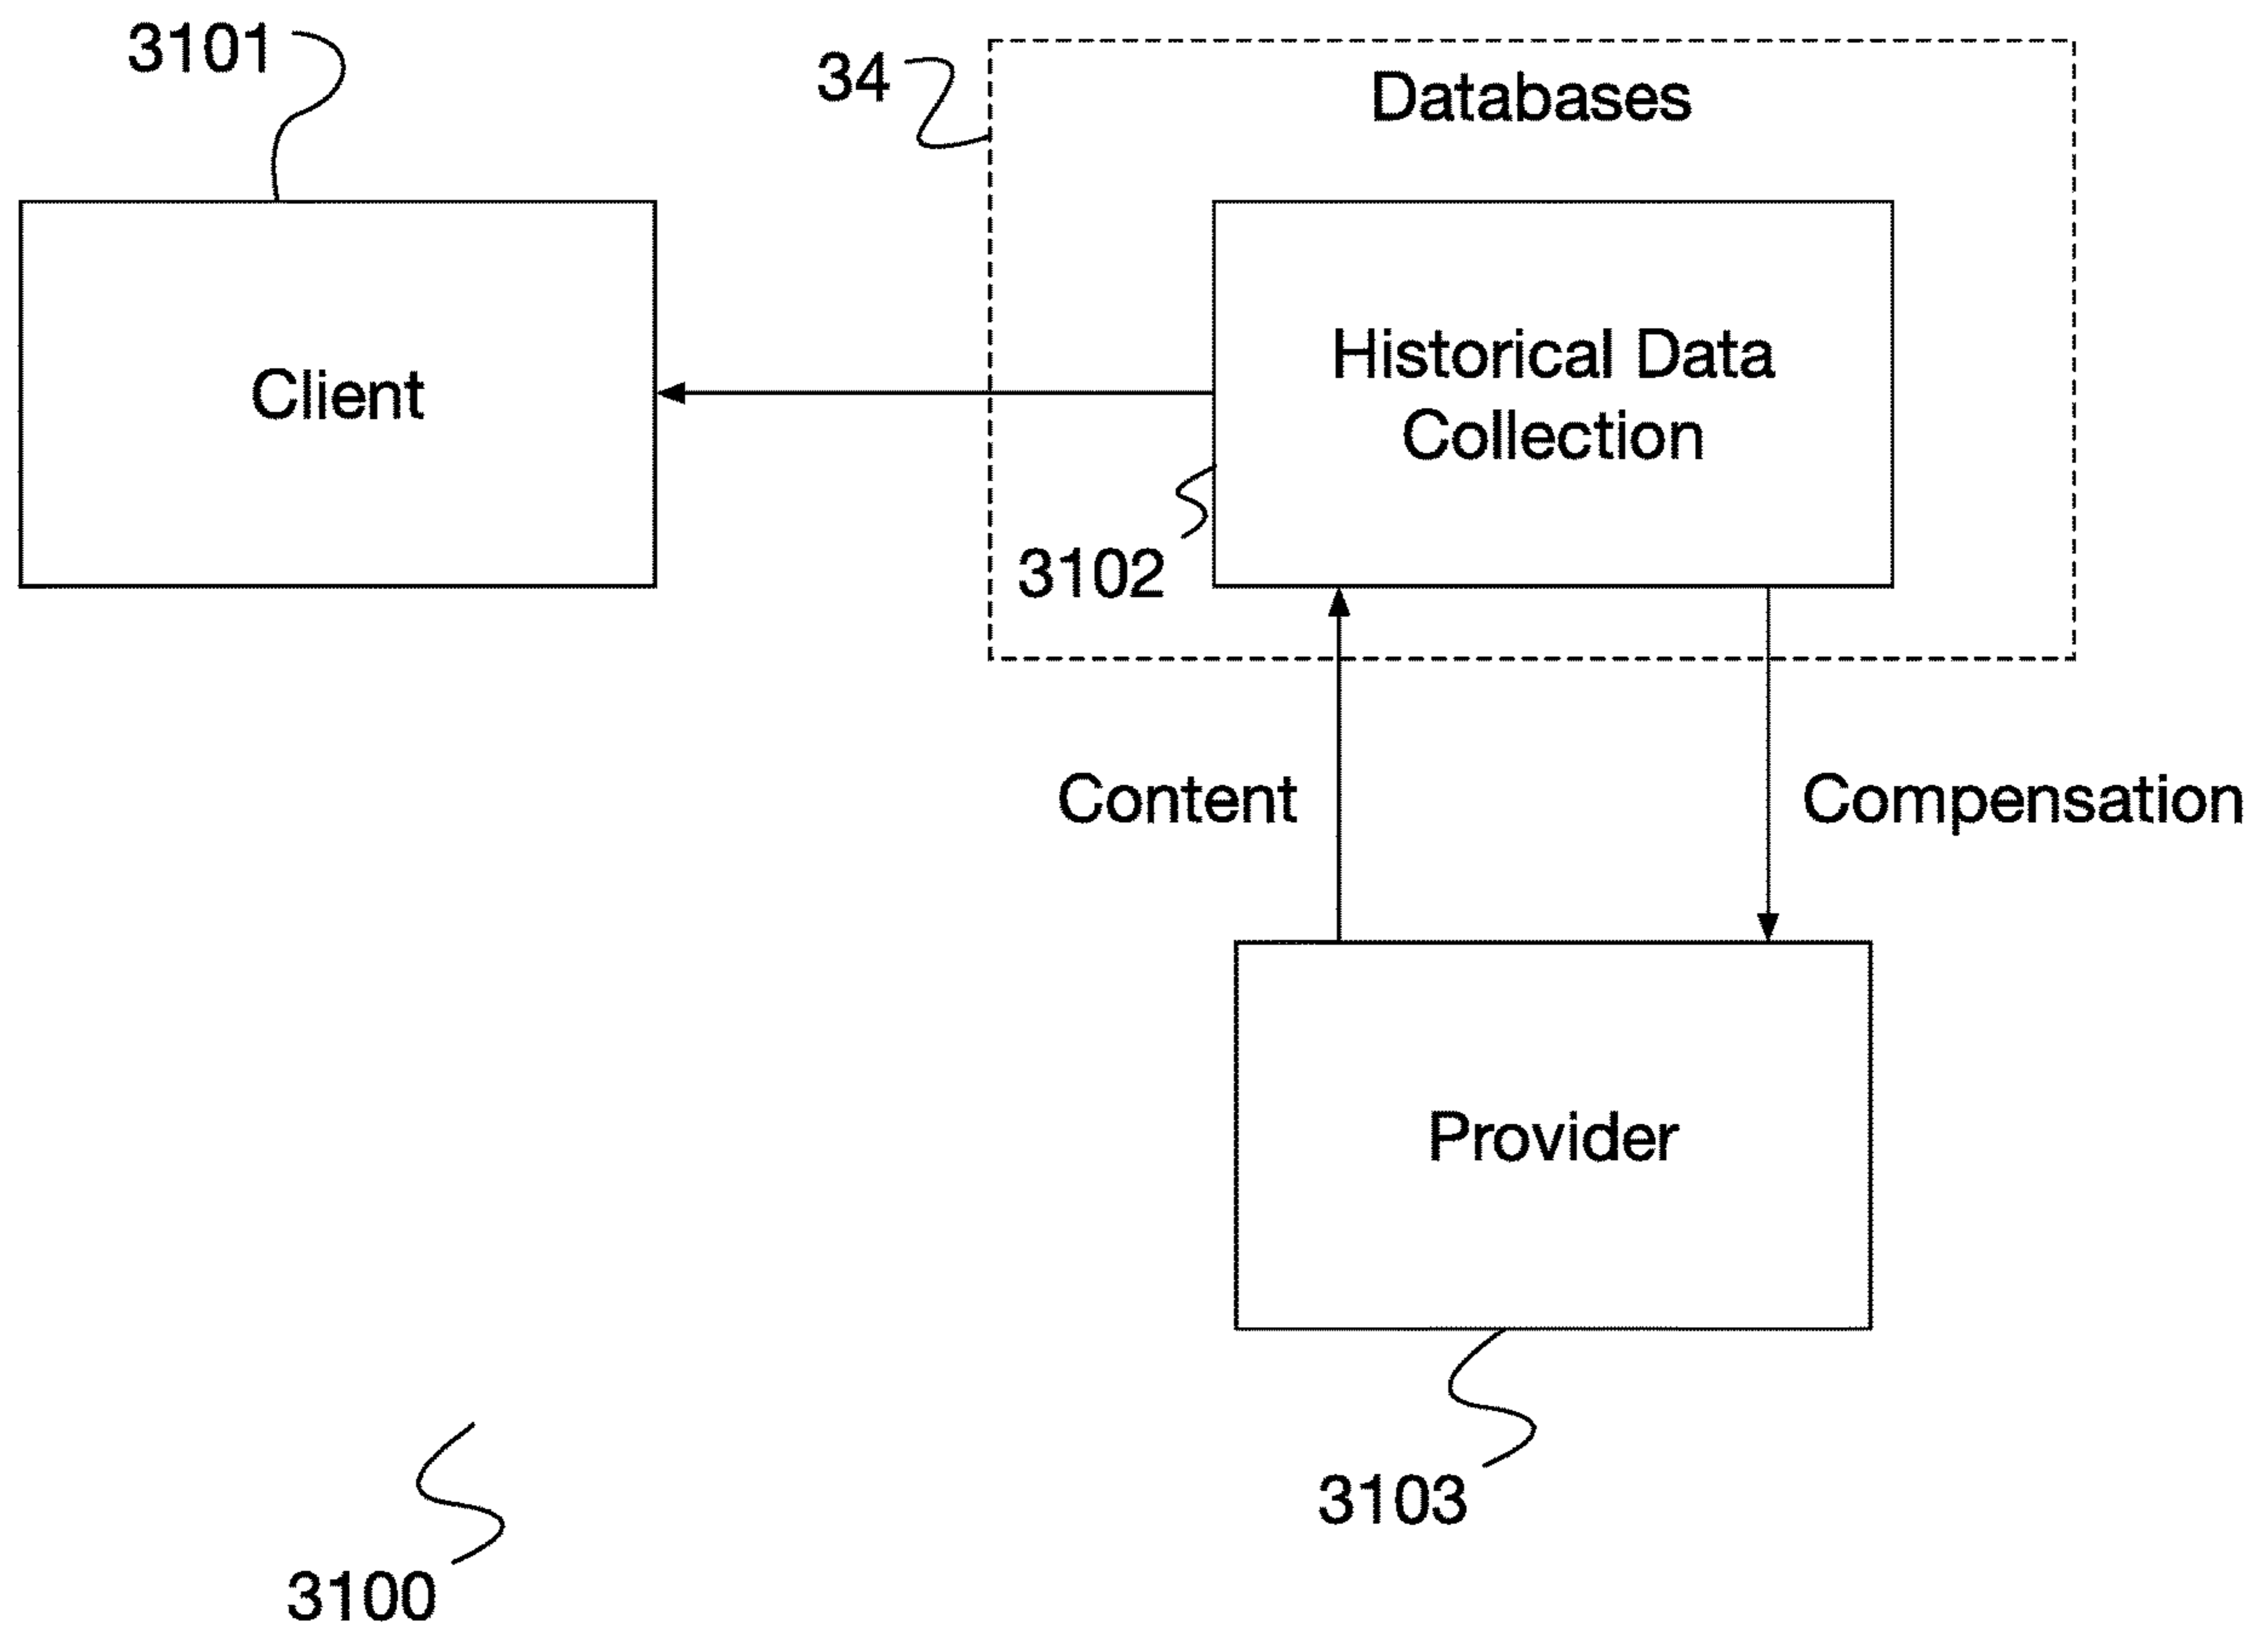 3101
34
Databases
Client
Historical Data
Collection
3102
Content
Compensation
Provider
3103
3100